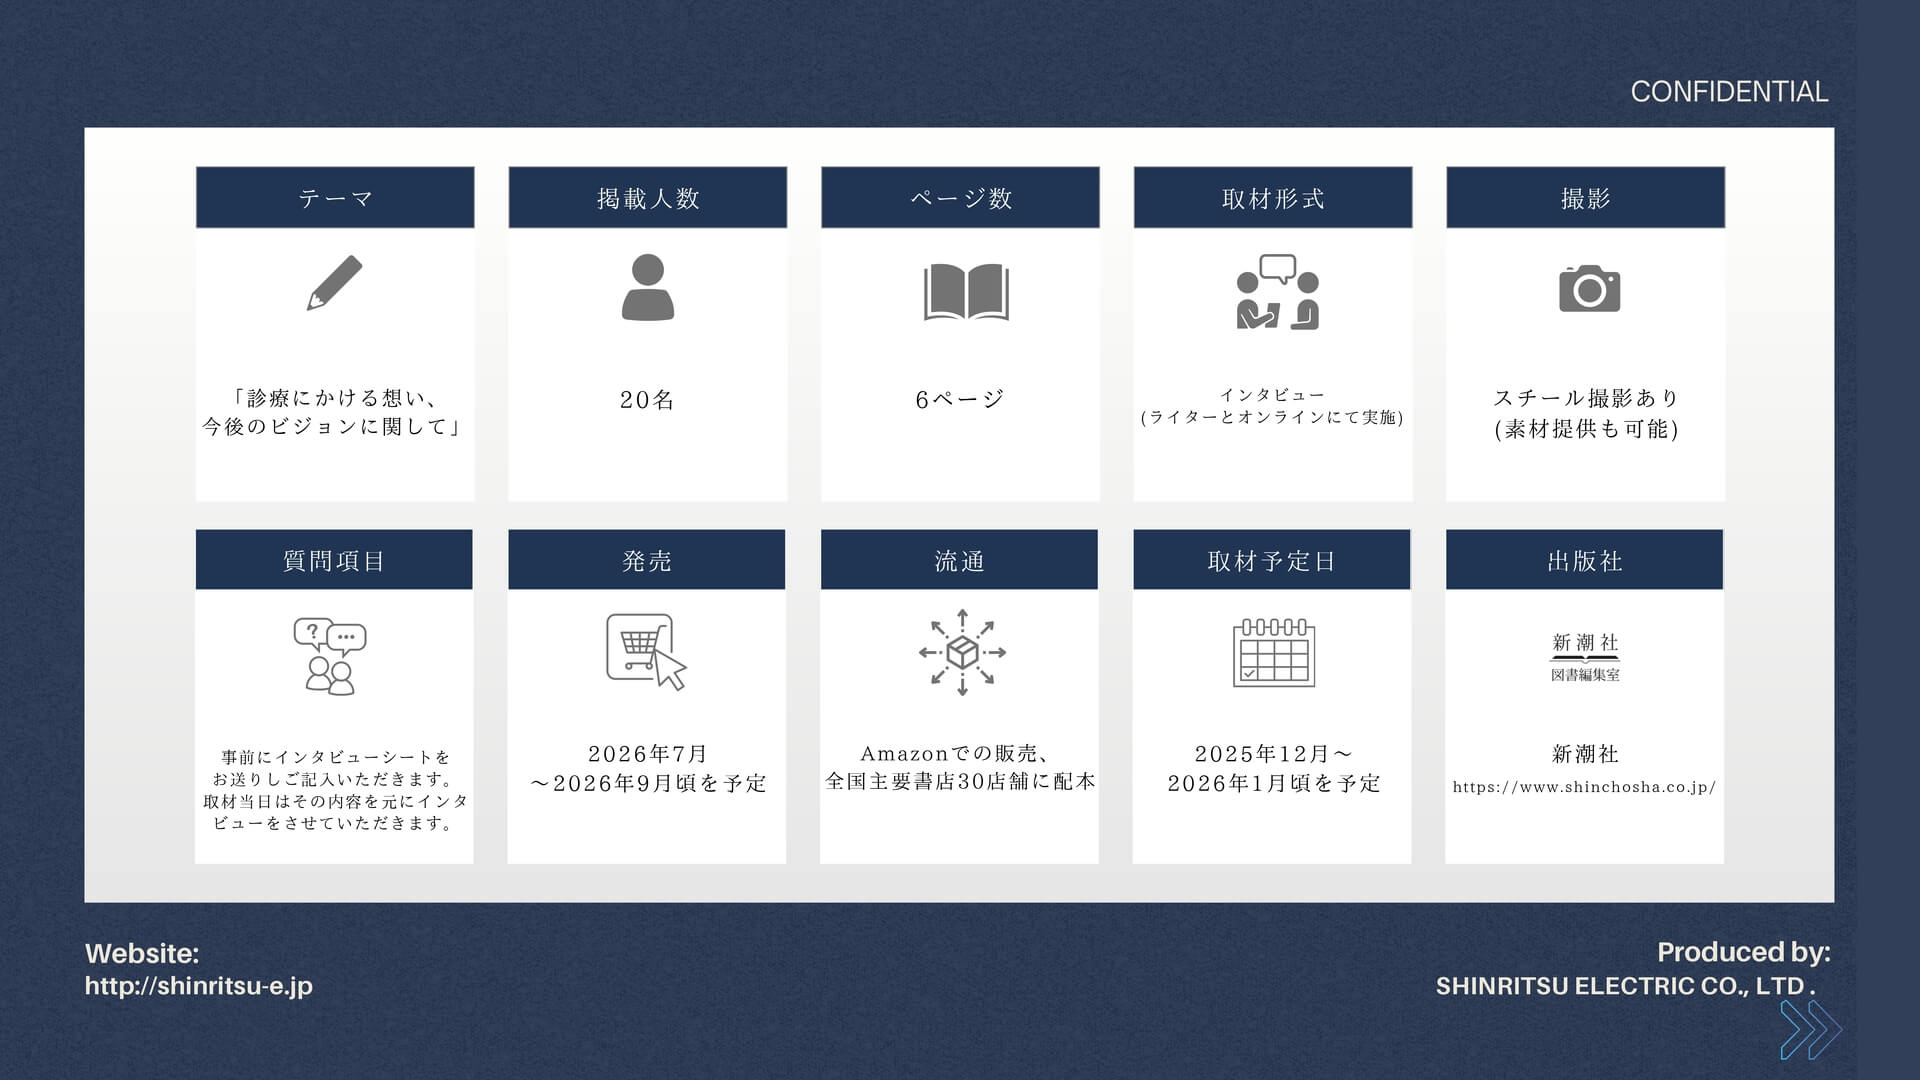 CONFIDENTIAL
テーマ
「診療にかける想い、
今後のビジョンに関して」
掲載人数
20名
ページ数
6ページ
取材形式
インタビュー
(ライターとオンラインにて実施)
撮影
スチール撮影あり
(素材提供も可能)
質問項目
?
事前にインタビューシートを
お送りしご記入いただきます。
取材当日はその内容を元にインタ
ビューをさせていただきます。
発売
2026年7月
～2026年9月頃を予定
流通
Amazonでの販売、
全国主要書店30店舗に配本
取材予定日
2025年12月～
2026年1月頃を予定
出版社
新潮社
図書編集室
新潮社
https://www.shinchosha.co.jp/
Website:
http://shinritsu-e.jp
Produced by:
SHINRITSU ELECTRIC CO., LTD .